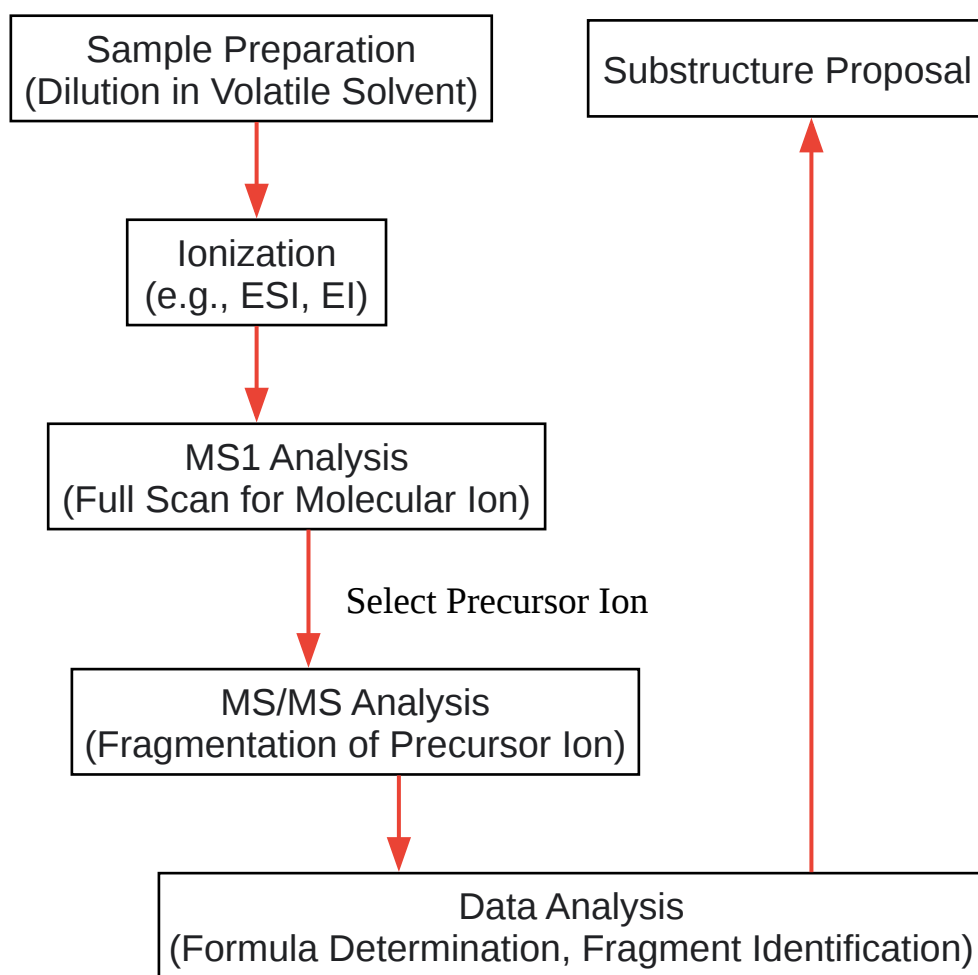 Sample Preparation
(Dilution in Volatile Solvent)
Substructure Proposal
Ionization
(e.g., ESI, EI)
MS1 Analysis
(Full Scan for Molecular Ion)
Select Precursor Ion
MS/MS Analysis
(Fragmentation of Precursor Ion)
Data Analysis
(Formula Determination, Fragment Identification)